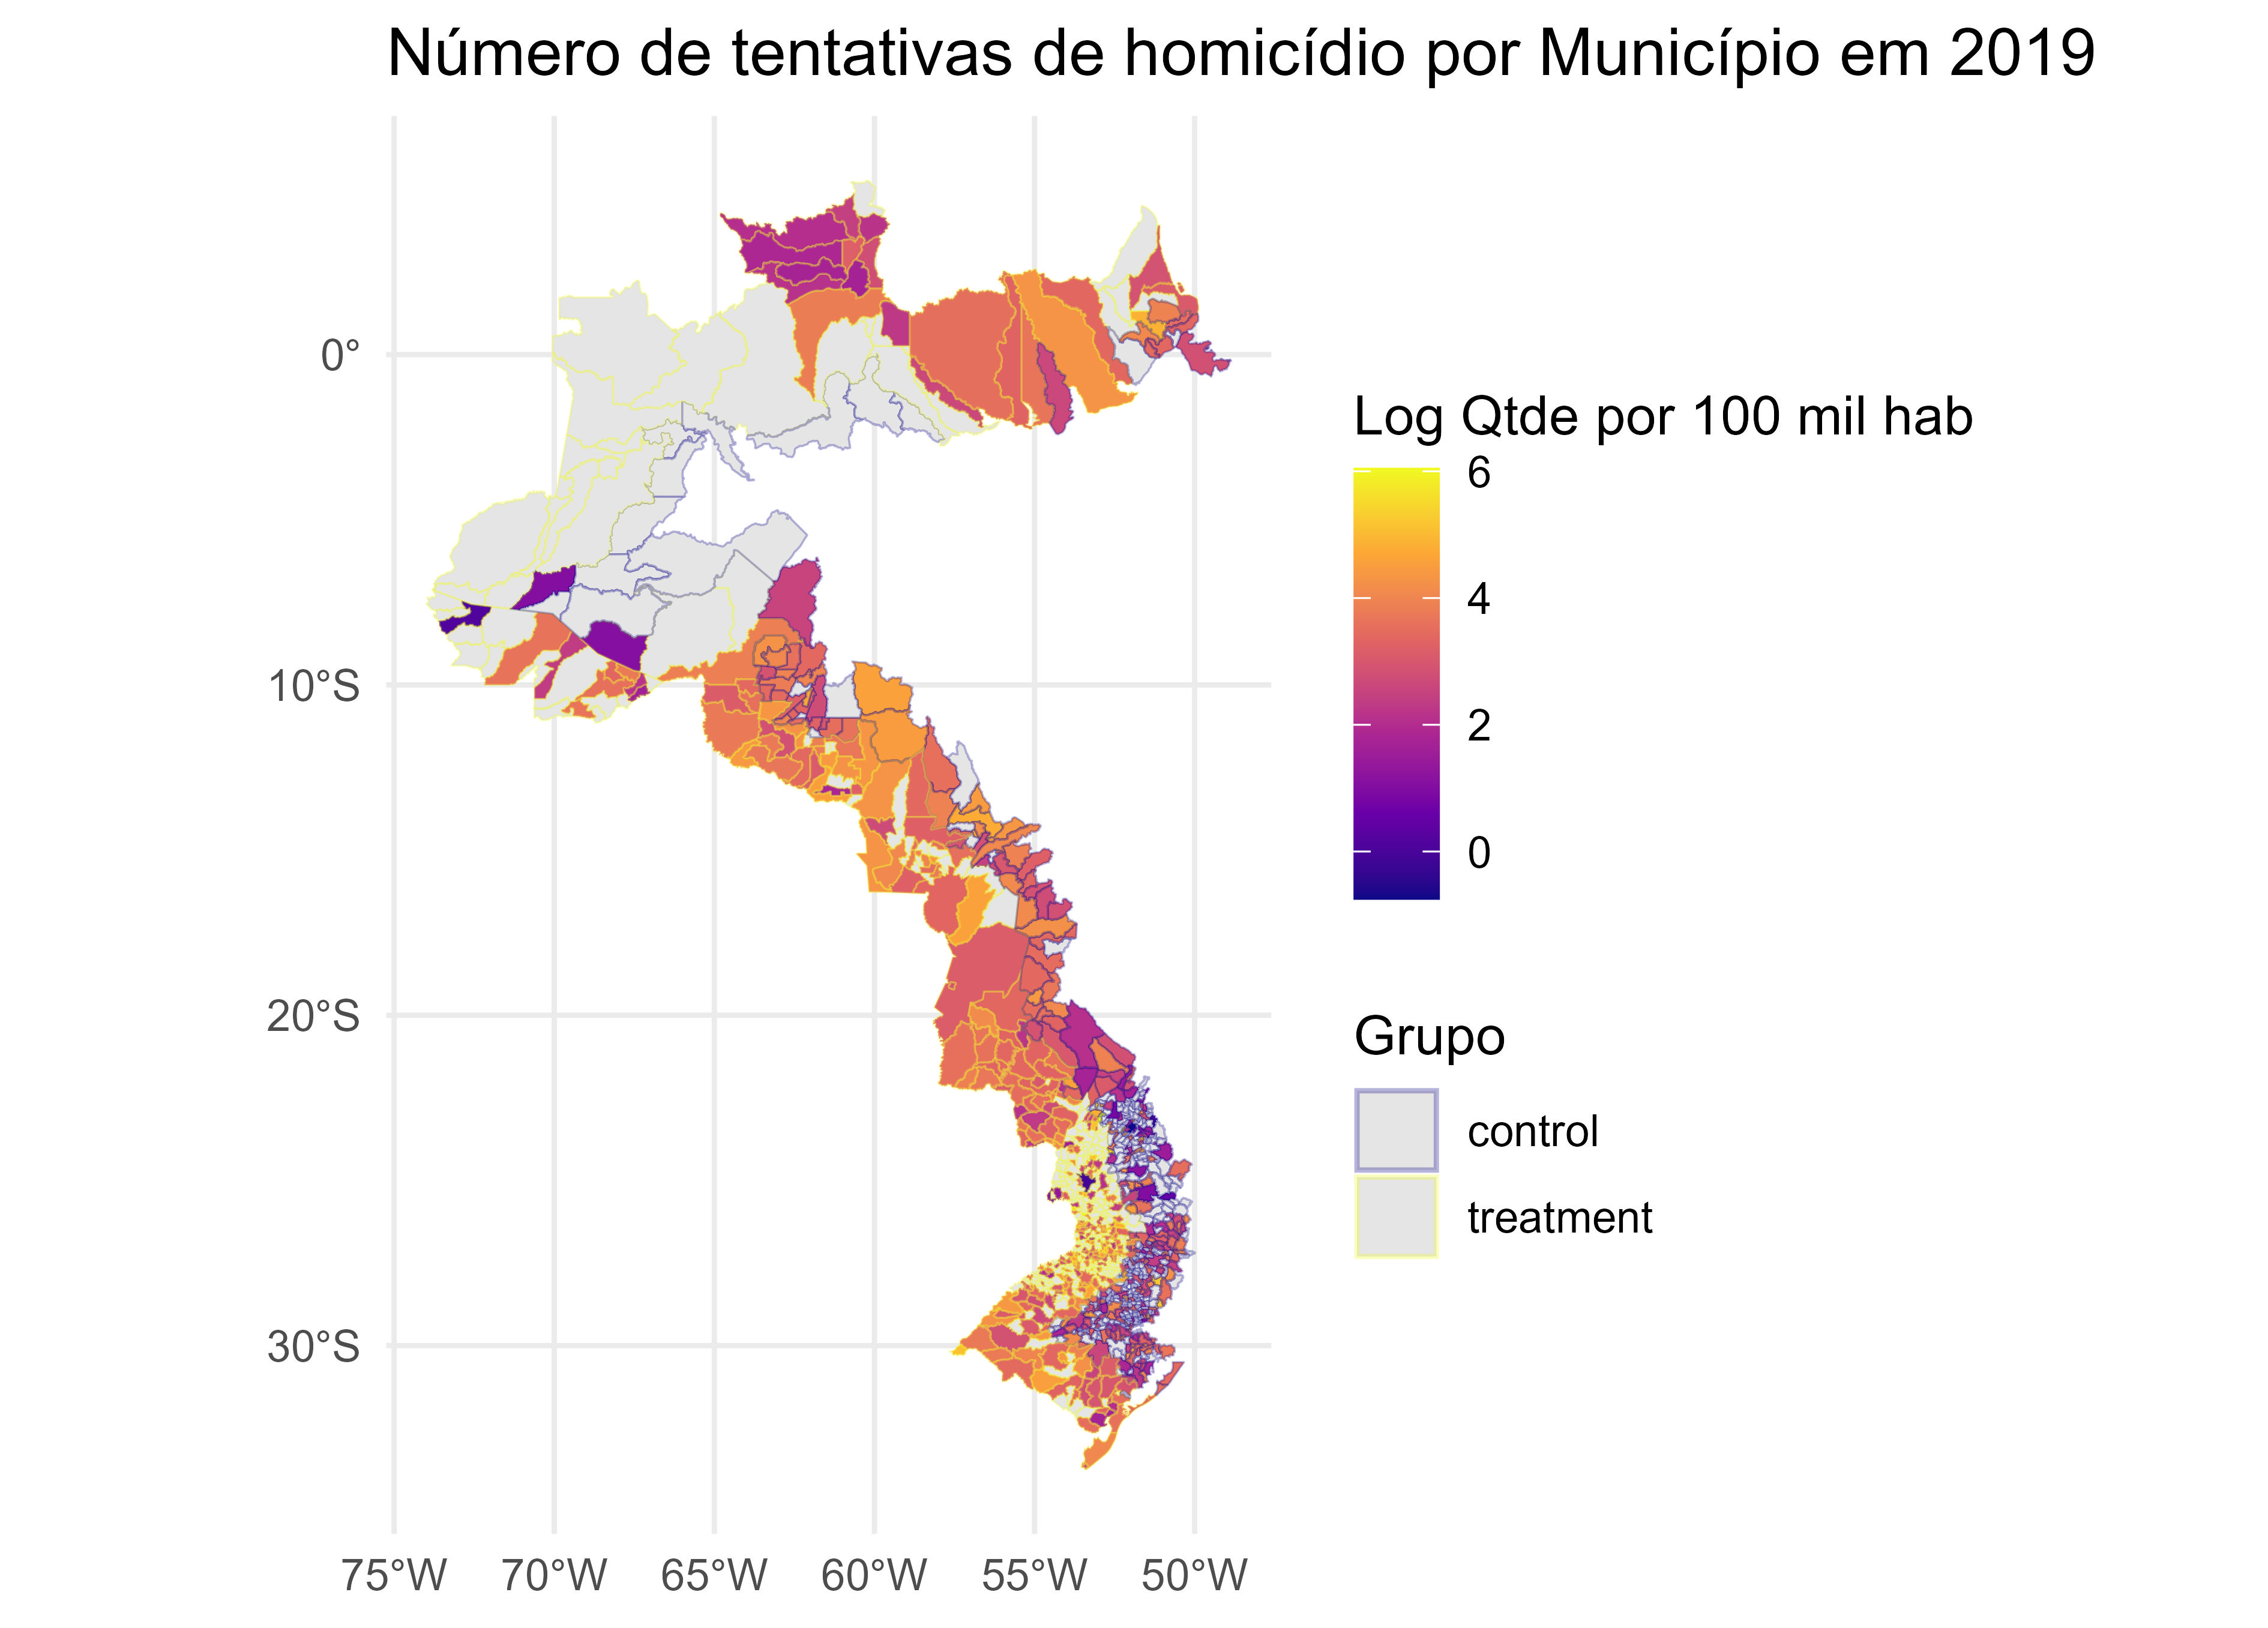 Número de tentativas de homicídio por Município em 2019
0°
10°S
20°S
30°S
75°W 70°W 65°W 60°W 55°W 50°W
Log Qtde por 100 mil hab
6
4
2
0
Grupo
control
treatment